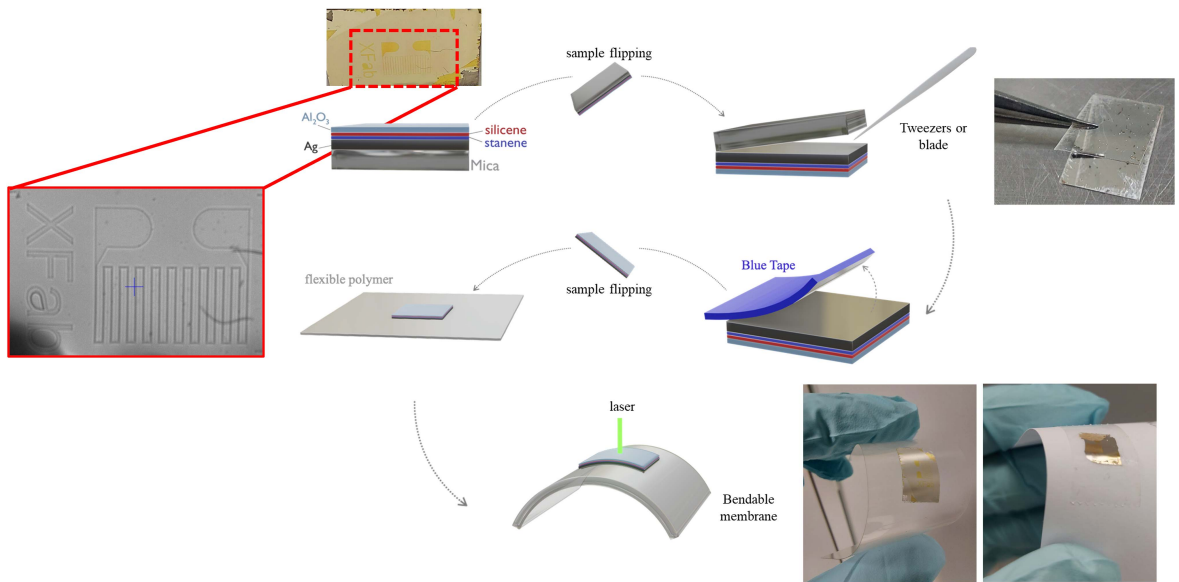 XFab
sample flipping
Al₂O₃
silicene
stanene
Ag
Mica
Tweezers or
blade
XFab
flexible polymer
sample flipping
Blue Tape
laser
Bendable
membrane